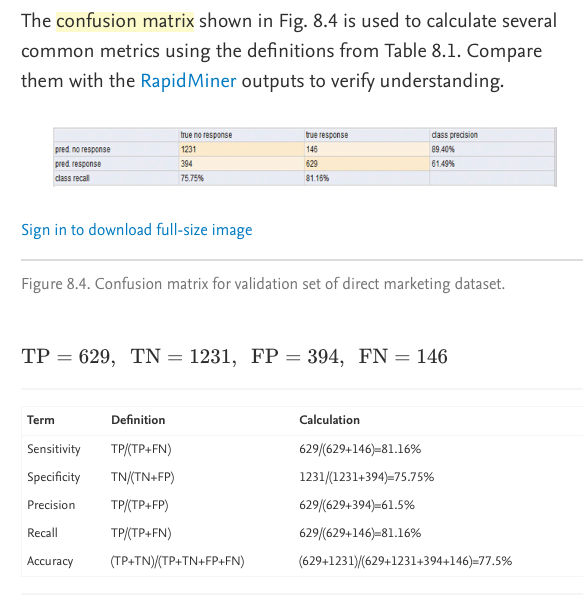 The confusion matrix shown in Fig. 8.4 is used to calculate several
common metrics using the definitions from Table 8.1. Compare
them with the RapidMiner outputs to verify understanding.
true no response true response class precision
pred. no response 1231 146 89.40%
pred. response 394 629 61.49%
class recall 75.75% 81.16%
Sign in to download full-size image
Figure 8.4. Confusion matrix for validation set of direct marketing dataset.
TP = 629, TN = 1231, FP = 394, FN = 146
Term Definition Calculation
Sensitivity TP/(TP+FN) 629/(629+146)=81.16%
Specificity TN/(TN+FP) 1231/(1231+394)=75.75%
Precision TP/(TP+FP) 629/(629+394)=61.5%
Recall TP/(TP+FN) 629/(629+146)=81.16%
Accuracy (TP+TN)/(TP+TN+FP+FN) (629+1231)/(629+1231+394+146)=77.5%